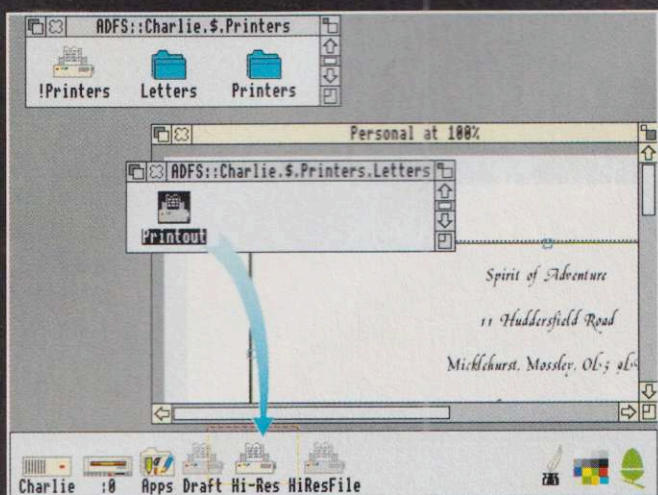 ADFS::Charlie.$.Printers
!Printers Letters Printers
Personal at 100%
ADFS::Charlie.$.Printers.Letters
Printout
Spirit of Adventure
11 Huddersfield Road
Micklehurst, Mossley, OL5
Charlie :0 Apps Draft Hi-Res HiResFile